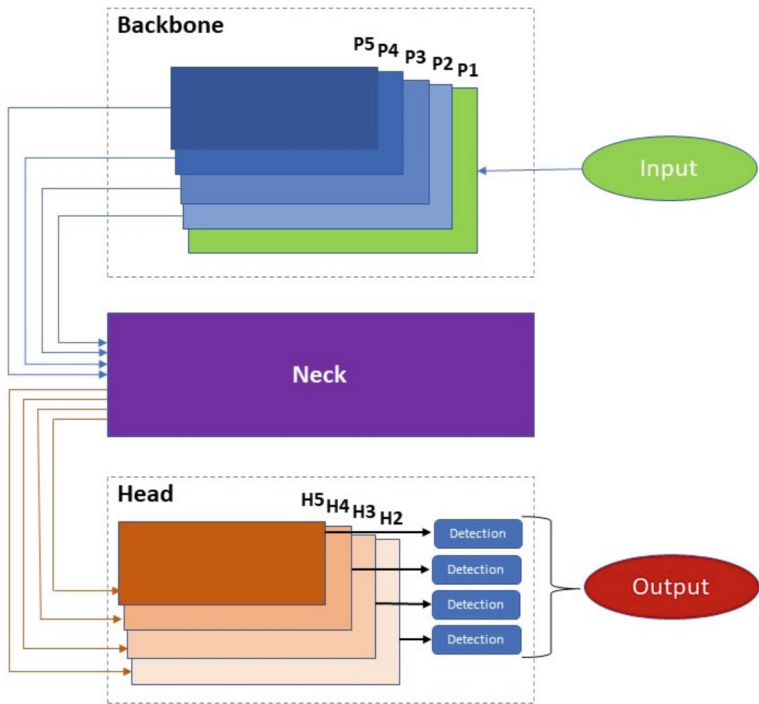 Backbone
P5
P4
P3
P2
P1
Input
Neck
Head
H5
H4
H3
H2
Detection
Detection
Detection
Detection
Output